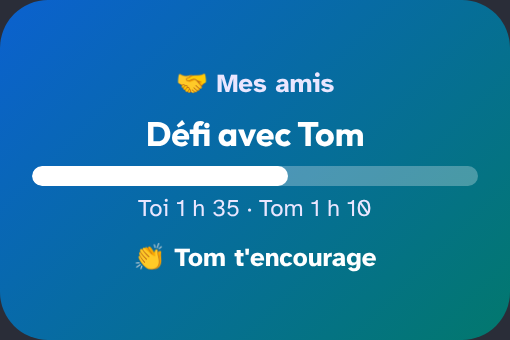 🤝 Mes amis
Défi avec Tom
Toi 1 h 35 · Tom 1 h 10
👏 Tom t'encourage